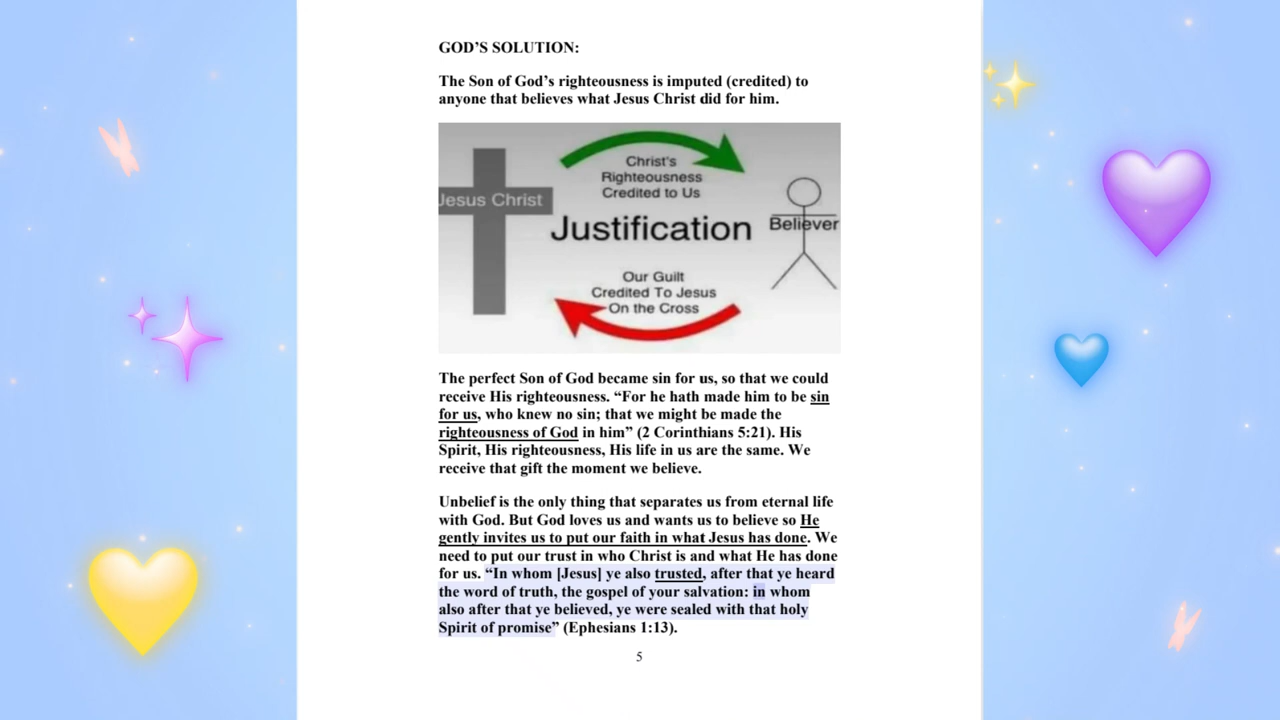 GOD’S SOLUTION:
The Son of God’s righteousness is imputed (credited) to
anyone that believes what Jesus Christ did for him.
Jesus Christ
Christ's
Righteousness
Credited to Us
Justification
Believer
Our Guilt
Credited To Jesus
On the Cross
The perfect Son of God became sin for us, so that we could
receive His righteousness. “For he hath made him to be sin
for us, who knew no sin; that we might be made the
righteousness of God in him” (2 Corinthians 5:21). His
Spirit, His righteousness, His life in us are the same. We
receive that gift the moment we believe.
Unbelief is the only thing that separates us from eternal life
with God. But God loves us and wants us to believe so He
gently invites us to put our faith in what Jesus has done. We
need to put our trust in who Christ is and what He has done
for us. “In whom [Jesus] ye also trusted, after that ye heard
the word of truth, the gospel of your salvation: in whom
also after that ye believed, ye were sealed with that holy
Spirit of promise” (Ephesians 1:13).
5